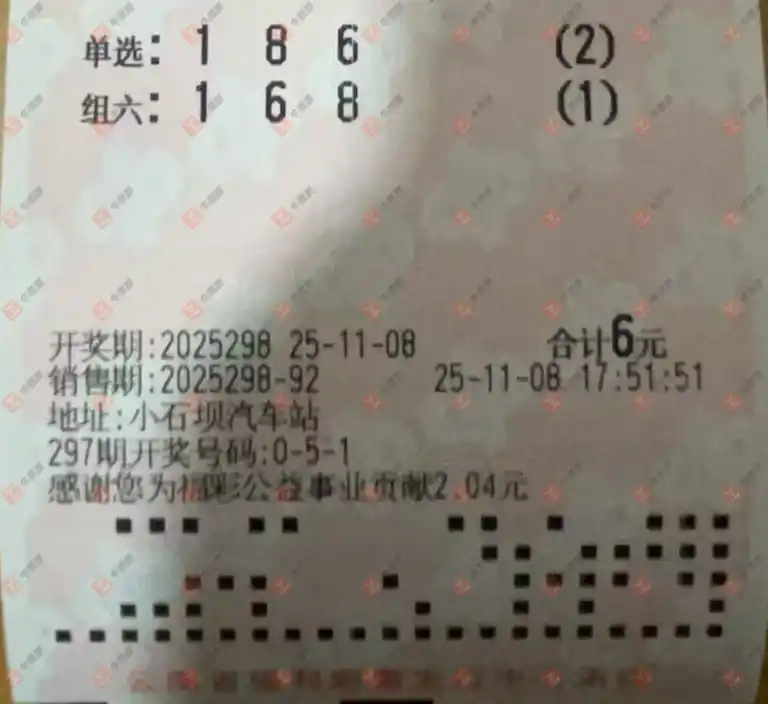 单选: 1 8 6 (2)
组六: 1 6 8 (1)
开奖期:2025298 25-11-08 合计6元
销售期:2025298-92 25-11-08 17:51:51
地址:小石坝汽车站
297期开奖号码:0-5-1
感谢您为福彩公益事业贡献2.04元